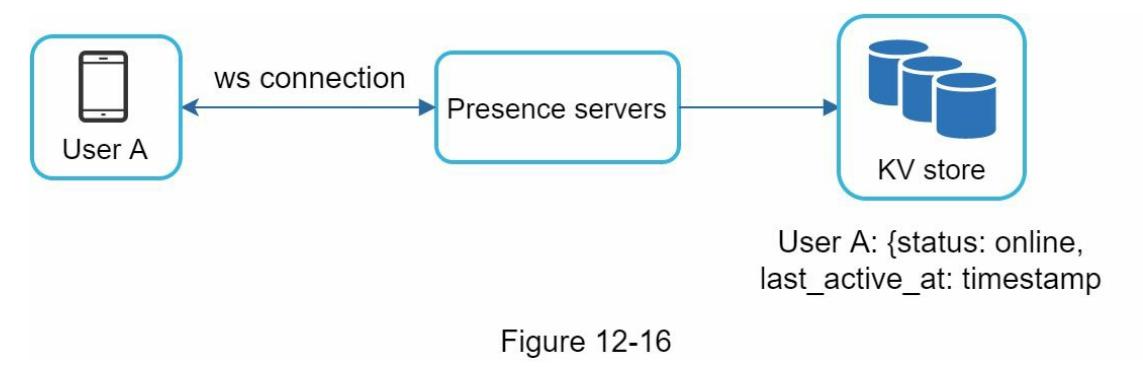 ws connection
User A
Presence servers
KV store
User A: {status: online,
last_active_at: timestamp
Figure 12-16